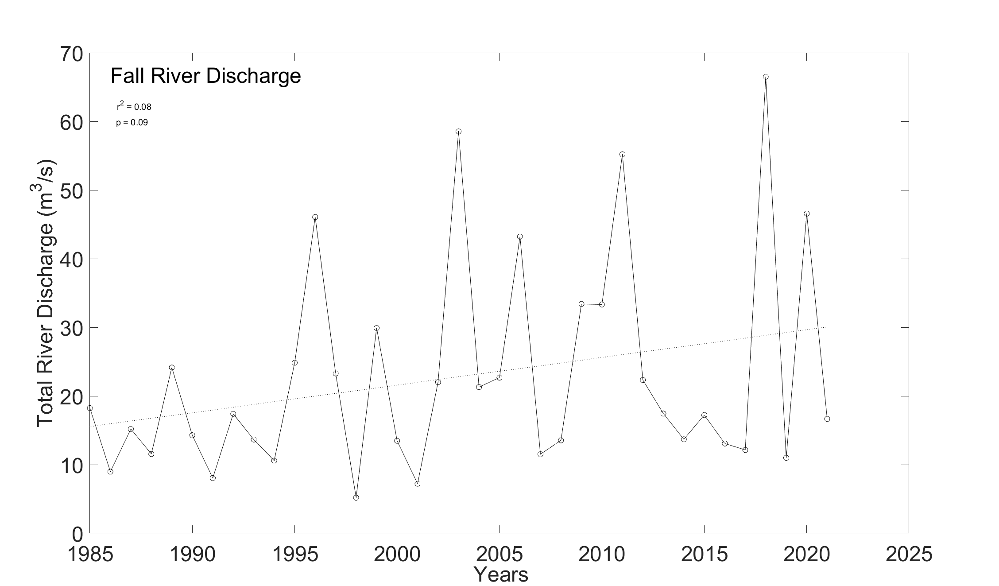 Fall River Discharge
r² = 0.08
p = 0.09
70
60
50
40
30
20
10
0
Total River Discharge (m³/s)
1985 1990 1995 2000 2005 2010 2015 2020 2025
Years